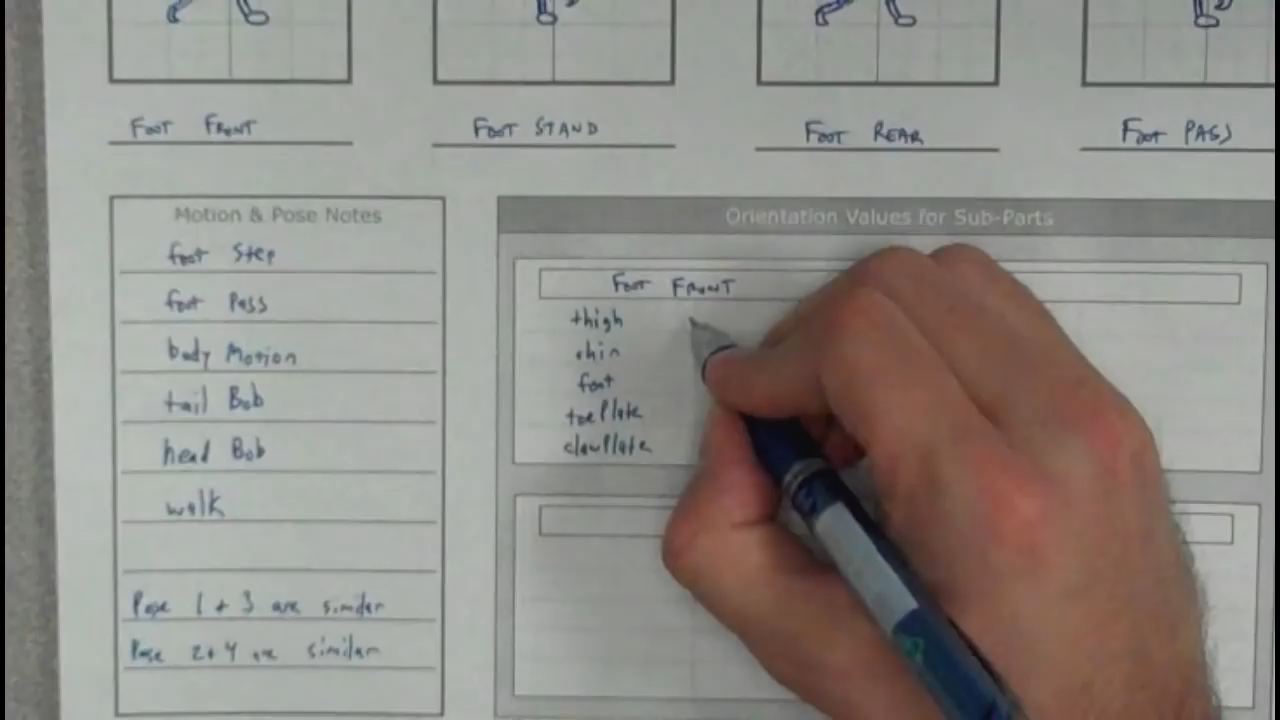 Foot Front
Foot Stand
Foot Rear
Foot Pass
Motion & Pose Notes
foot Step
foot Pass
body Motion
tail Bob
head Bob
walk
Pose 1 + 3 are similar
Pose 2 + 4 are similar
Orientation Values for Sub-Parts
Foot Front
thigh
shin
foot
toePlate
clawPlate